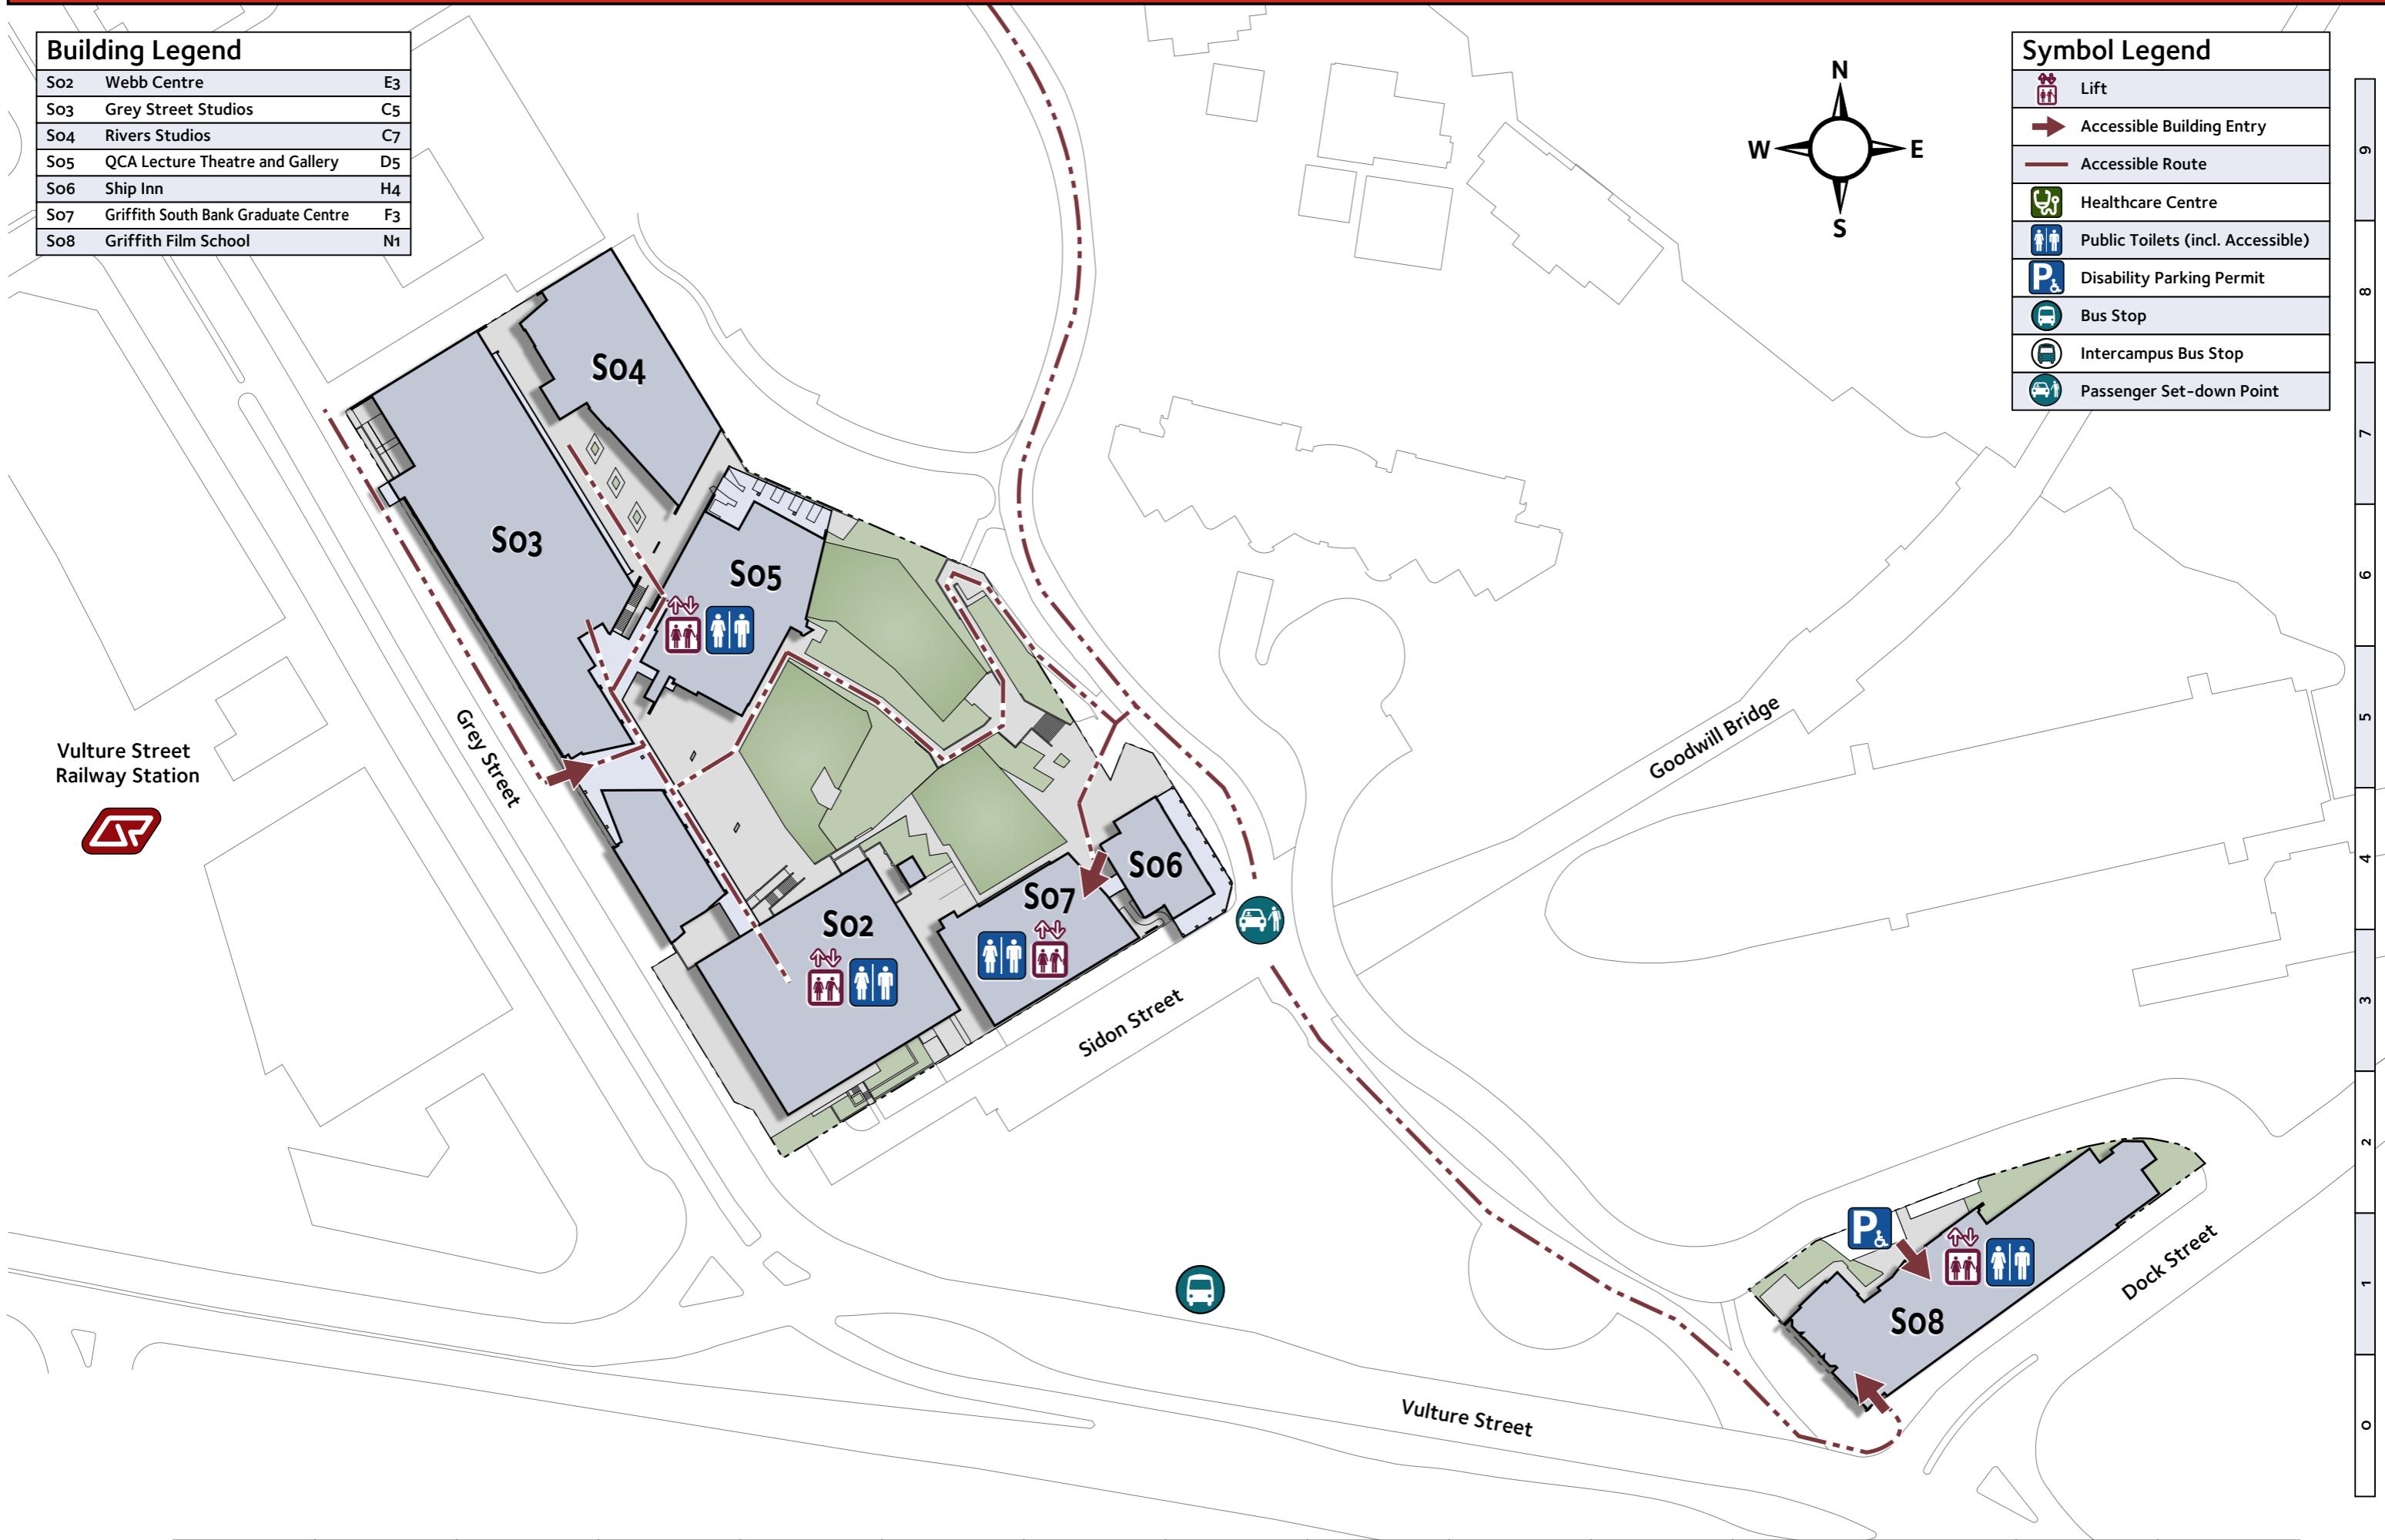 Building Legend
S02 Webb Centre E3
S03 Grey Street Studios C5
S04 Rivers Studios C7
S05 QCA Lecture Theatre and Gallery D5
S06 Ship Inn H4
S07 Griffith South Bank Graduate Centre F3
S08 Griffith Film School N1
Symbol Legend
Lift
Accessible Building Entry
Accessible Route
Healthcare Centre
Public Toilets (incl. Accessible)
P Disability Parking Permit
Bus Stop
Intercampus Bus Stop
Passenger Set-down Point
N
W E
S
9
8
7
6
5
4
3
2
1
0
S04
S03
S05
Grey Street
Vulture Street
Railway Station
Goodwill Bridge
S06
S07
S02
Sidon Street
P
S08
Dock Street
Vulture Street